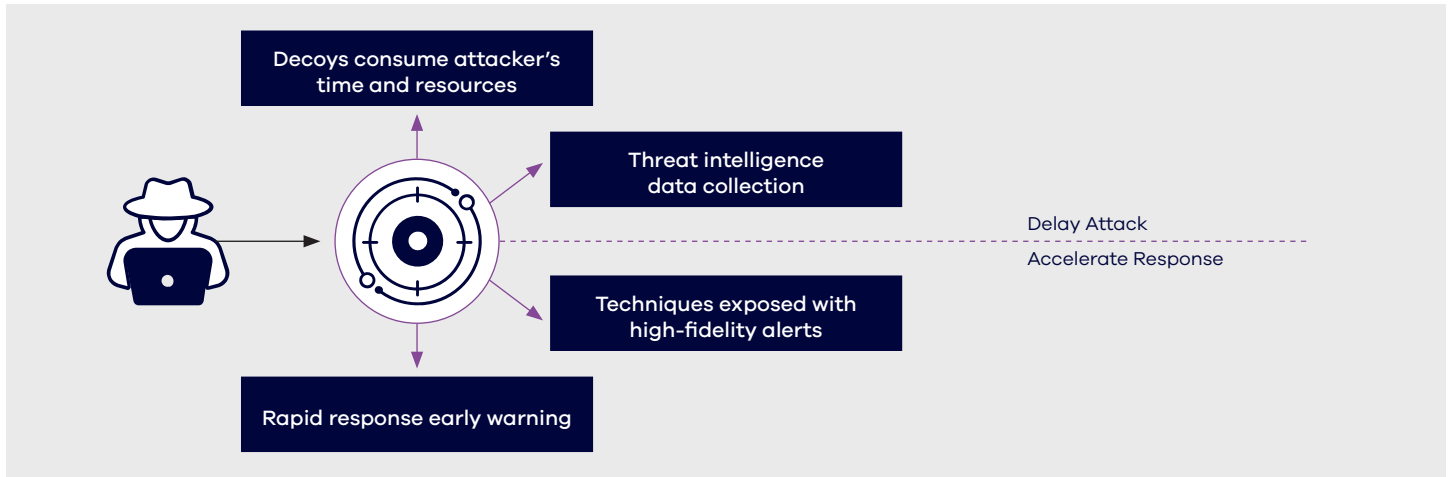 Decoys consume attacker’s
time and resources
Threat intelligence
data collection
Delay Attack
Accelerate Response
Techniques exposed with
high-fidelity alerts
Rapid response early warning